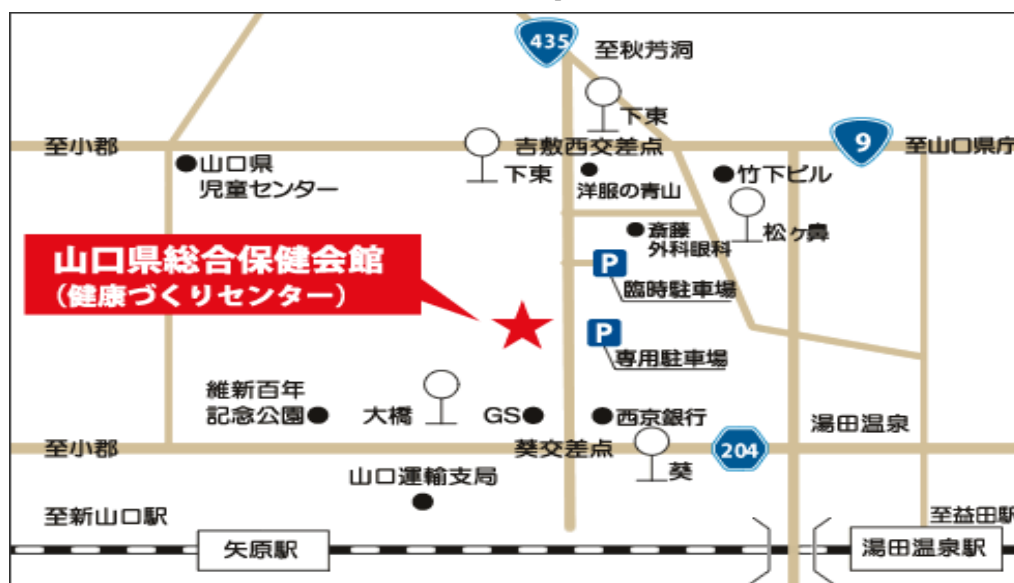 435
至秋芳洞
下東
至小郡
吉敷西交差点
9
至山口県庁
山口県
児童センター
下東
洋服の青山
竹下ビル
斎藤
外科眼科
松ヶ鼻
山口県総合保健会館
（健康づくりセンター）
P
臨時駐車場
P
専用駐車場
維新百年
記念公園
大橋
GS
西京銀行
湯田温泉
至小郡
葵交差点
204
葵
山口運輸支局
至新山口駅
至益田駅
矢原駅
湯田温泉駅